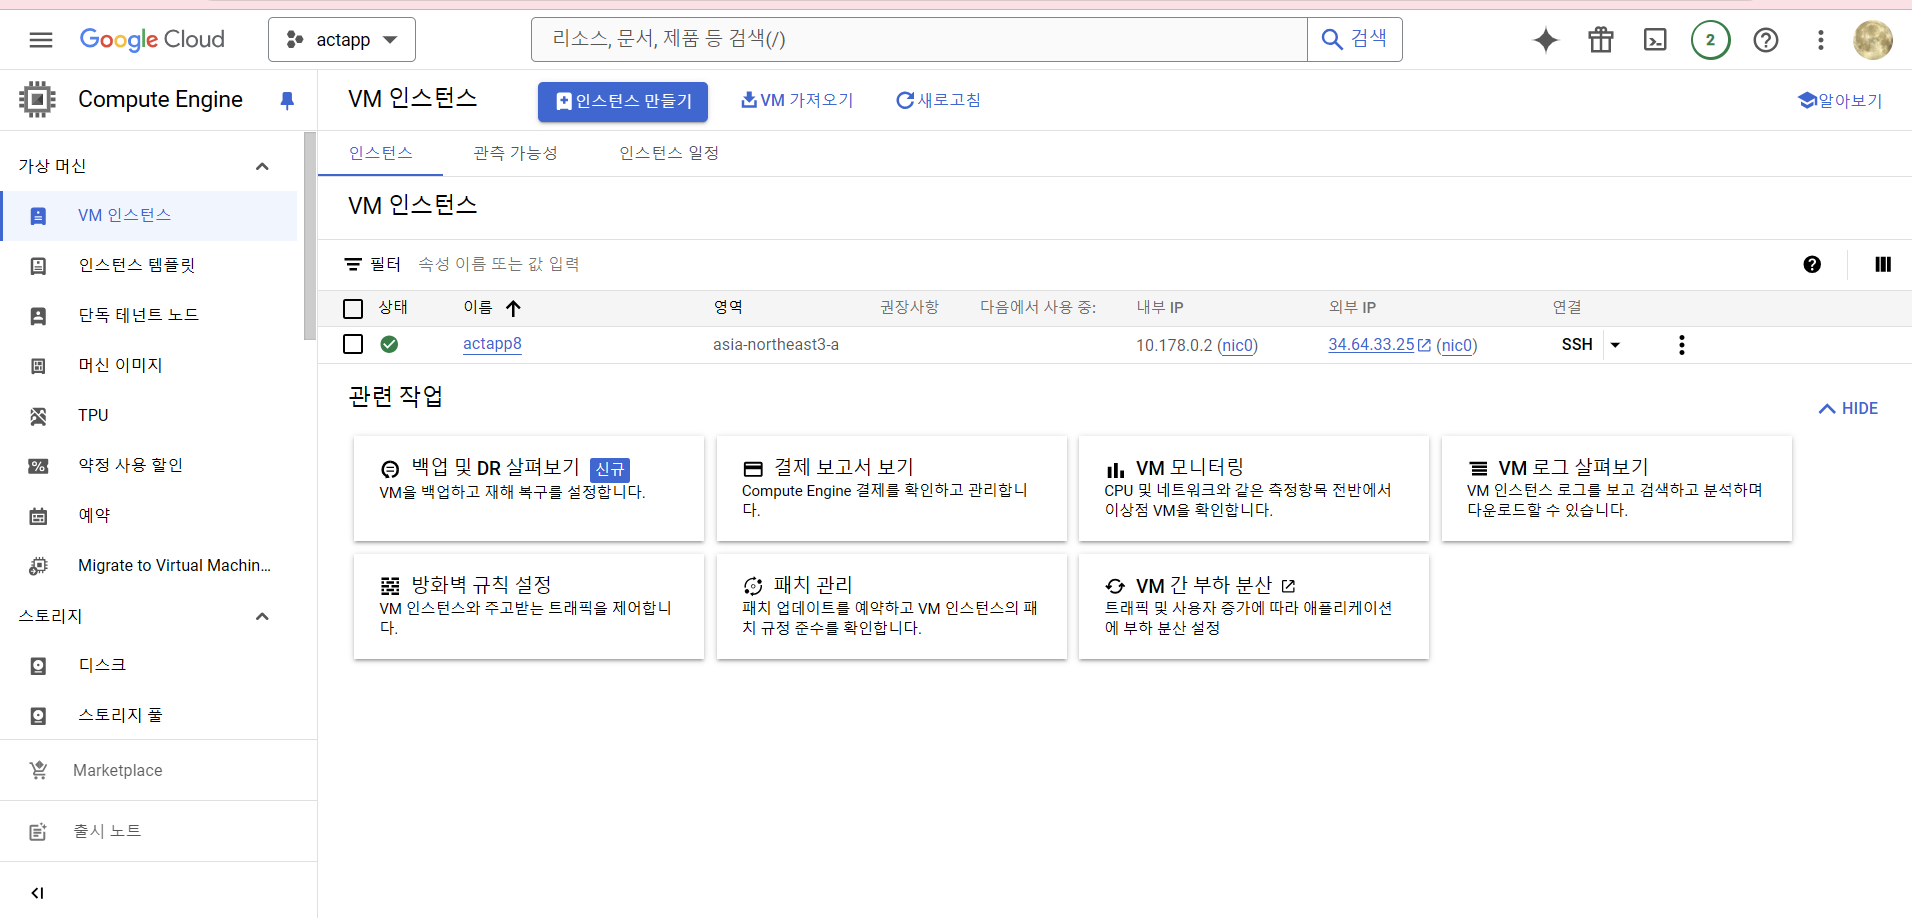 Google Cloud
actapp
리소스, 문서, 제품 등 검색(/)
검색
2
Compute Engine
VM 인스턴스
인스턴스 만들기
VM 가져오기
새로고침
알아보기
가상 머신
VM 인스턴스
인스턴스 템플릿
단독 테넌트 노드
머신 이미지
TPU
약정 사용 할인
예약
Migrate to Virtual Machin...
스토리지
디스크
스토리지 풀
Marketplace
출시 노트
인스턴스
관측 가능성
인스턴스 일정
VM 인스턴스
필터
속성 이름 또는 값 입력
상태
이름
영역
권장사항
다음에서 사용 중:
내부 IP
외부 IP
연결
actapp8
asia-northeast3-a
10.178.0.2 (nic0)
34.64.33.25 (nic0)
SSH
관련 작업
HIDE
백업 및 DR 살펴보기 신규
VM을 백업하고 재해 복구를 설정합니다.
결제 보고서 보기
Compute Engine 결제를 확인하고 관리합니
다.
VM 모니터링
CPU 및 네트워크와 같은 측정항목 전반에서
이상점 VM을 확인합니다.
VM 로그 살펴보기
VM 인스턴스 로그를 보고 검색하고 분석하며
다운로드할 수 있습니다.
방화벽 규칙 설정
VM 인스턴스와 주고받는 트래픽을 제어합니
다.
패치 관리
패치 업데이트를 예약하고 VM 인스턴스의 패
치 규정 준수를 확인합니다.
VM 간 부하 분산
트래픽 및 사용자 증가에 따라 애플리케이션
에 부하 분산 설정